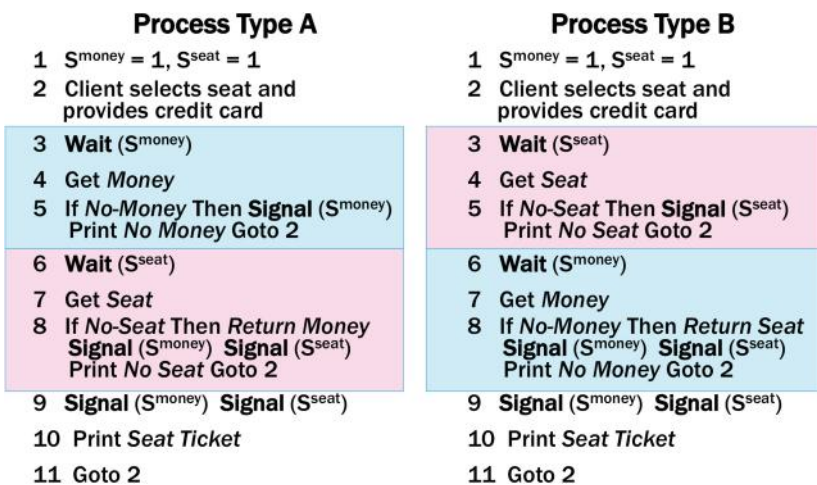 Process Type A
1 S^money = 1, S^seat = 1
2 Client selects seat and
provides credit card
3 Wait (S^money)
4 Get Money
5 If No-Money Then Signal (S^money)
Print No Money Goto 2
6 Wait (S^seat)
7 Get Seat
8 If No-Seat Then Return Money
Signal (S^money) Signal (S^seat)
Print No Seat Goto 2
9 Signal (S^money) Signal (S^seat)
10 Print Seat Ticket
11 Goto 2
Process Type B
1 S^money = 1, S^seat = 1
2 Client selects seat and
provides credit card
3 Wait (S^seat)
4 Get Seat
5 If No-Seat Then Signal (S^seat)
Print No Seat Goto 2
6 Wait (S^money)
7 Get Money
8 If No-Money Then Return Seat
Signal (S^money) Signal (S^seat)
Print No Money Goto 2
9 Signal (S^money) Signal (S^seat)
10 Print Seat Ticket
11 Goto 2